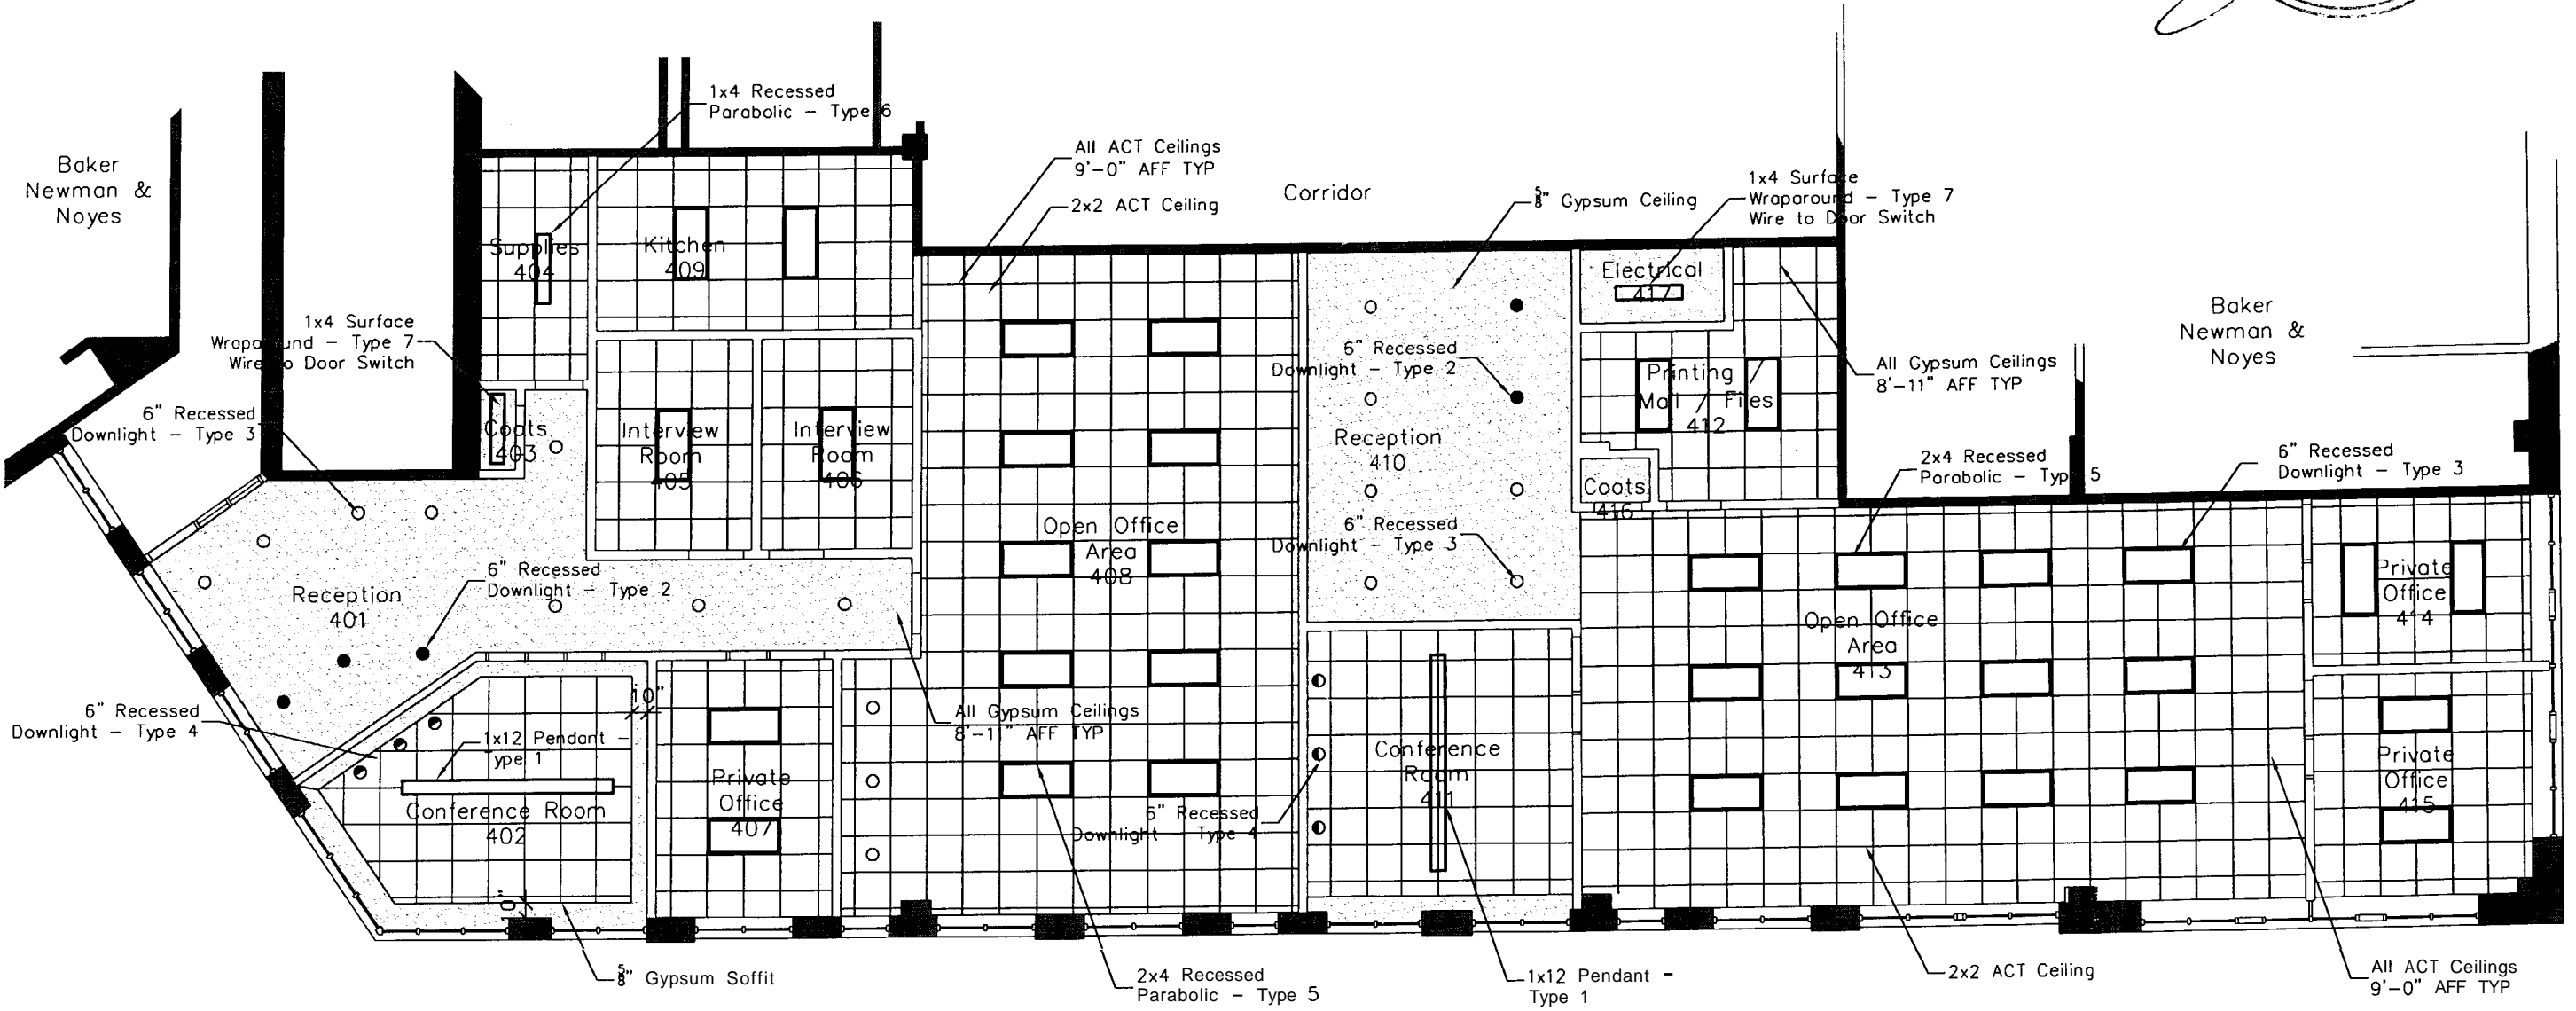 1x4 Recessed
Parabolic – Type 6
Baker
Newman &
Noyes
All ACT Ceilings
9'-0" AFF TYP
2x2 ACT Ceiling
Corridor
5/8" Gypsum Ceiling
1x4 Surface
Wraparound – Type 7
Wire to Door Switch
Supplies
404
Kitchen
409
Electrical
417
Baker
Newman &
Noyes
1x4 Surface
Wraparound – Type 7
Wire to Door Switch
6" Recessed
Downlight – Type 2
All Gypsum Ceilings
8'-11" AFF TYP
Printing
Mail / Files
412
6" Recessed
Downlight – Type 3
Coats
403
Interview
Room
405
Interview
Room
406
Reception
410
2x4 Recessed
Parabolic – Type 5
6" Recessed
Downlight – Type 3
Coats
416
Open Office
Area
408
6" Recessed
Downlight – Type 3
Reception
401
6" Recessed
Downlight – Type 2
Private
Office
414
Open Office
Area
413
10"
6" Recessed
Downlight – Type 4
1x12 Pendant –
Type 1
All Gypsum Ceilings
8'-11" AFF TYP
Conference Room
402
Private
Office
407
Conference
Room
411
6" Recessed
Downlight – Type 4
Private
Office
415
10"
5/8" Gypsum Soffit
2x4 Recessed
Parabolic – Type 5
1x12 Pendant –
Type 1
2x2 ACT Ceiling
All ACT Ceilings
9'-0" AFF TYP